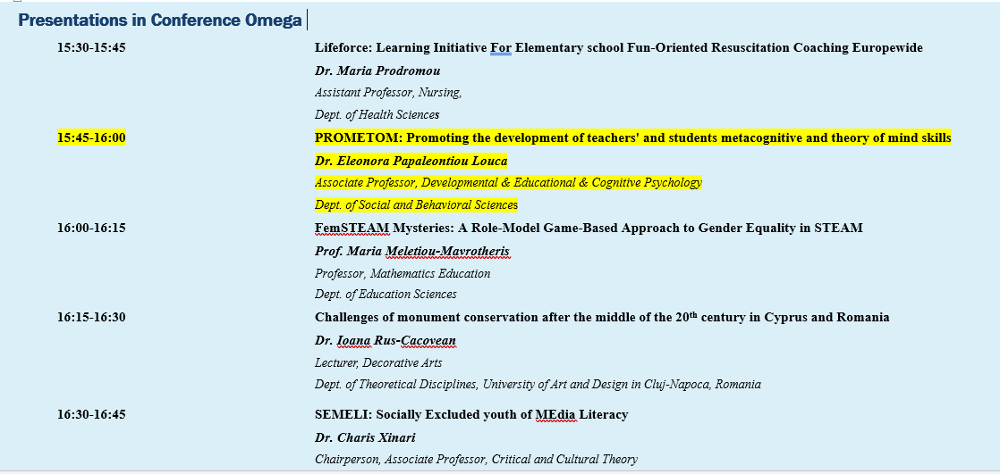 Presentations in Conference Omega
15:30-15:45 Lifeforce: Learning Initiative For Elementary school Fun-Oriented Resuscitation Coaching Europewide
Dr. Maria Prodromou
Assistant Professor, Nursing,
Dept. of Health Sciences
15:45-16:00 PROMETOM: Promoting the development of teachers' and students metacognitive and theory of mind skills
Dr. Eleonora Papaleontiou Louca
Associate Professor, Developmental & Educational & Cognitive Psychology
Dept. of Social and Behavioral Sciences
16:00-16:15 FemSTEAM Mysteries: A Role-Model Game-Based Approach to Gender Equality in STEAM
Prof. Maria Meletiou-Mavrotheris
Professor, Mathematics Education
Dept. of Education Sciences
16:15-16:30 Challenges of monument conservation after the middle of the 20th century in Cyprus and Romania
Dr. Ioana Rus-Cacovean
Lecturer, Decorative Arts
Dept. of Theoretical Disciplines, University of Art and Design in Cluj-Napoca, Romania
16:30-16:45 SEMELI: Socially Excluded youth of MEdia Literacy
Dr. Charis Xinari
Chairperson, Associate Professor, Critical and Cultural Theory